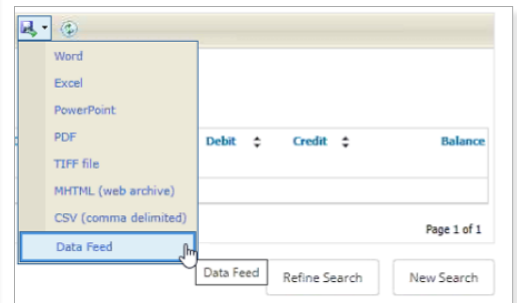 Word
Excel
PowerPoint
PDF
TIFF file
MHTML (web archive)
CSV (comma delimited)
Data Feed
Debit Credit Balance
Page 1 of 1
Data Feed
Refine Search
New Search